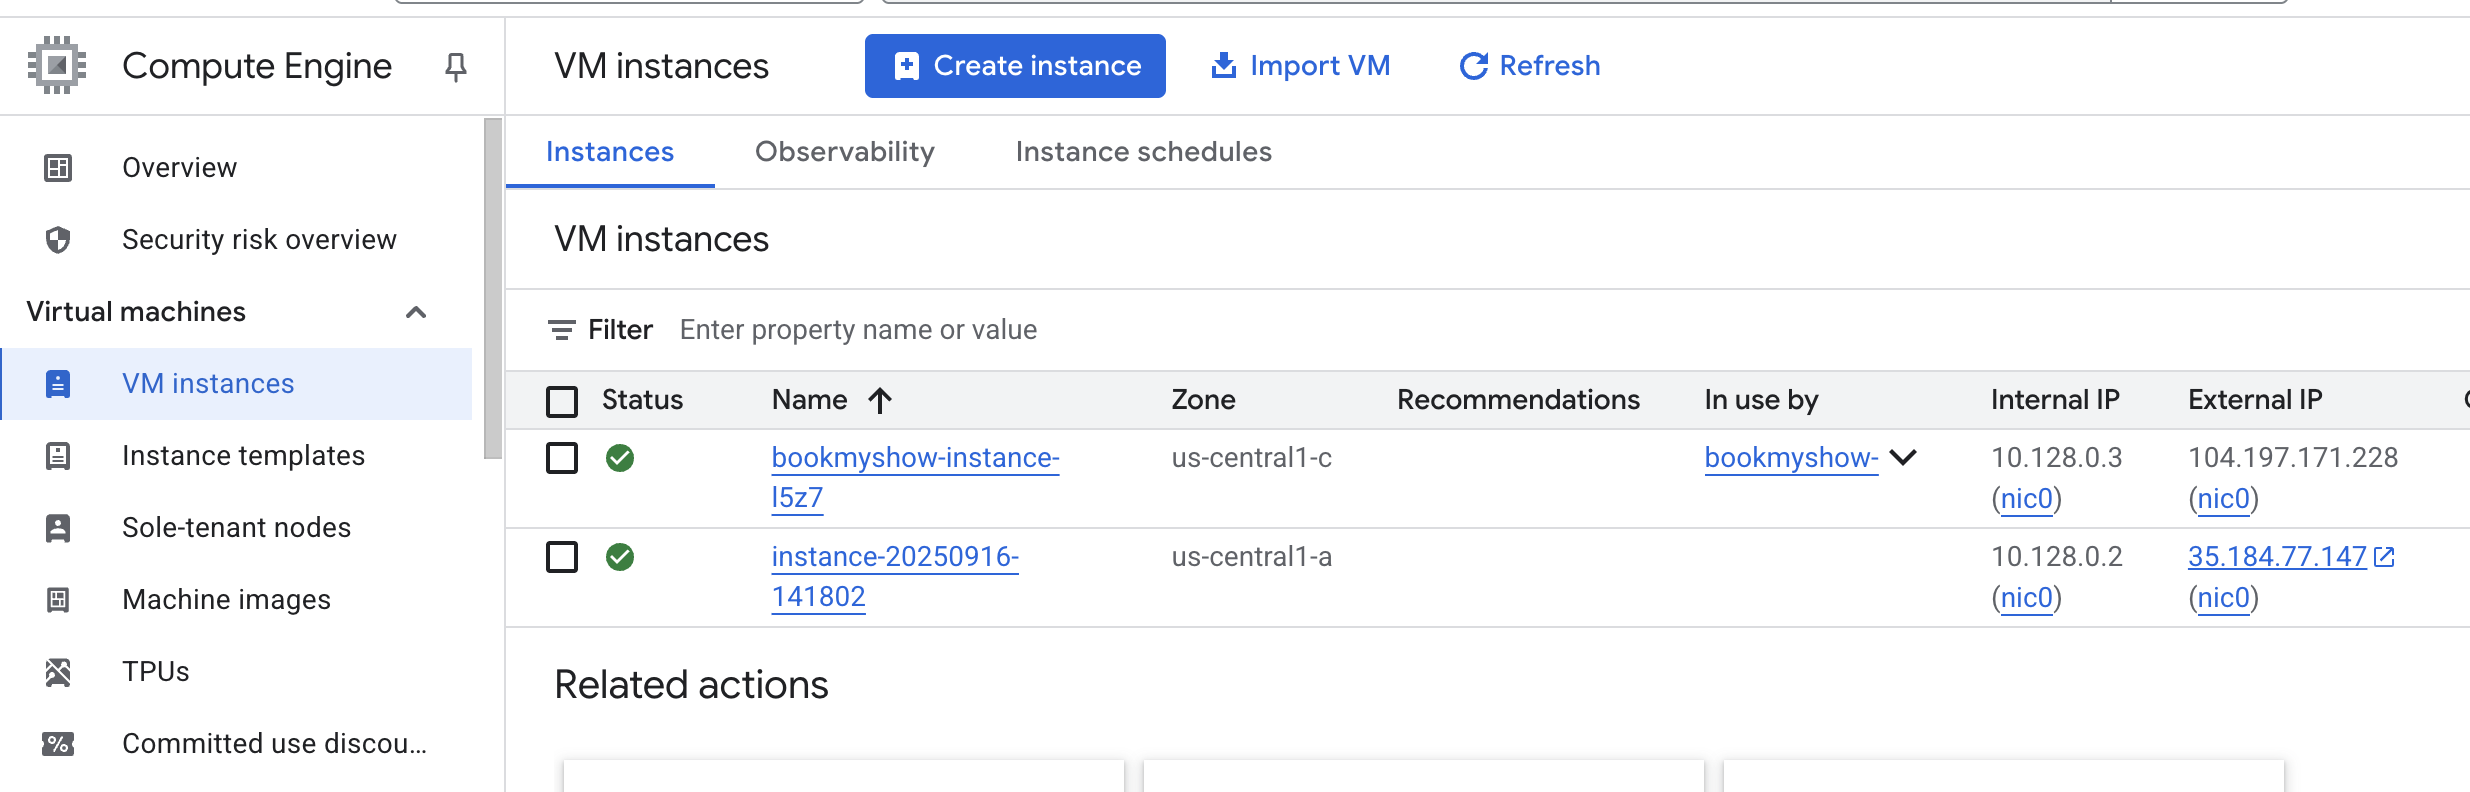 Compute Engine
VM instances
Create instance
Import VM
Refresh
Overview
Security risk overview
Virtual machines
VM instances
Instance templates
Sole-tenant nodes
Machine images
TPUs
Committed use discou...
Instances
Observability
Instance schedules
VM instances
Filter
Enter property name or value
Status
Name
Zone
Recommendations
In use by
Internal IP
External IP
bookmyshow-instance-
l5z7
us-central1-c
bookmyshow-
10.128.0.3
(nic0)
104.197.171.228
(nic0)
instance-20250916-
141802
us-central1-a
10.128.0.2
(nic0)
35.184.77.147
(nic0)
Related actions